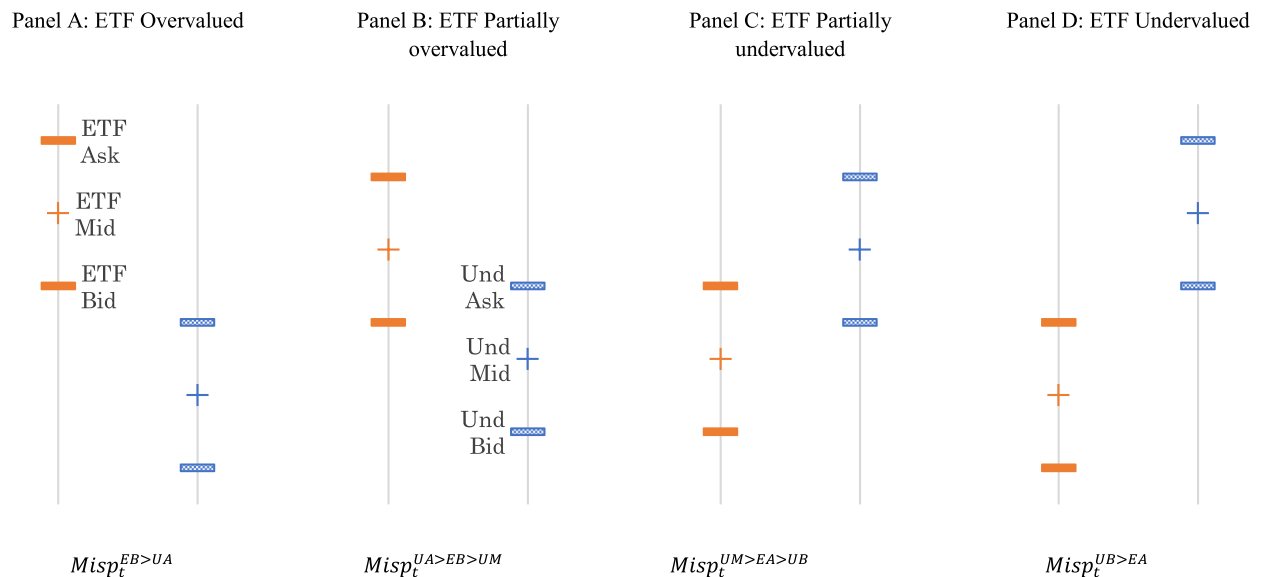 Panel A: ETF Overvalued
Panel B: ETF Partially
overvalued
Panel C: ETF Partially
undervalued
Panel D: ETF Undervalued
ETF
Ask
ETF
Mid
ETF
Bid
Und
Ask
Und
Mid
Und
Bid
Misp_t^{EB>UA}
Misp_t^{UA>EB>UM}
Misp_t^{UM>EA>UB}
Misp_t^{UB>EA}